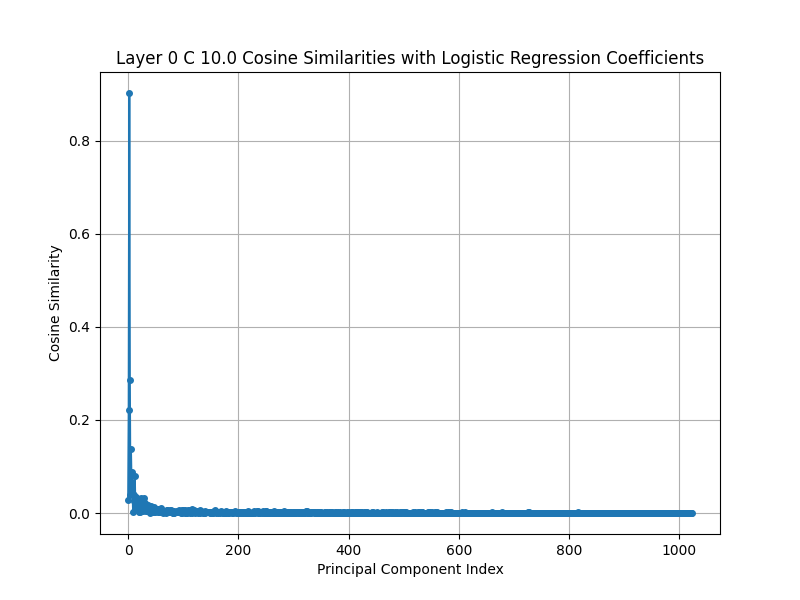 Layer 0 C 10.0 Cosine Similarities with Logistic Regression Coefficients
0.8
0.6
0.4
0.2
0.0
Cosine Similarity
0 200 400 600 800 1000
Principal Component Index